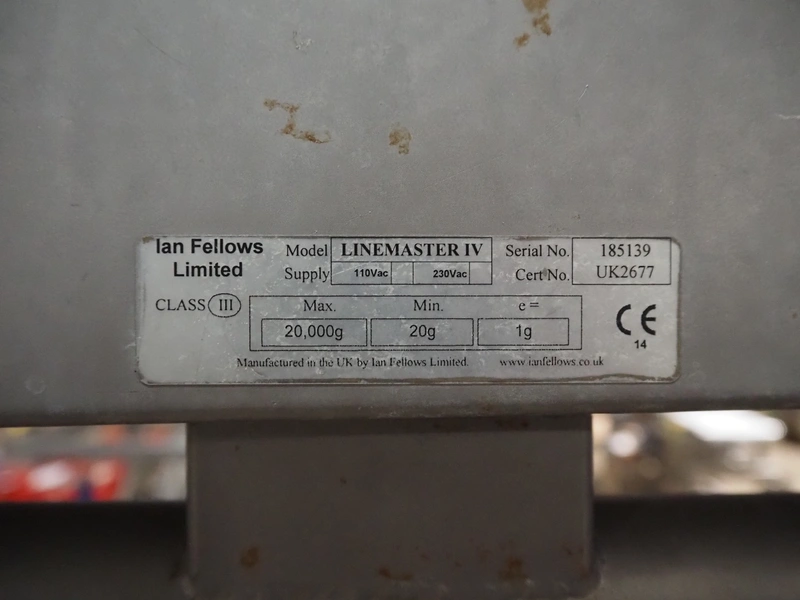 Ian Fellows Limited
Model LINEMASTER IV Serial No. 185139
Supply 110Vac 230Vac Cert No. UK2677
CLASS III
Max. Min. e =
20,000g 20g 1g
CE
14
Manufactured in the UK by Ian Fellows Limited. www.ianfellows.co.uk